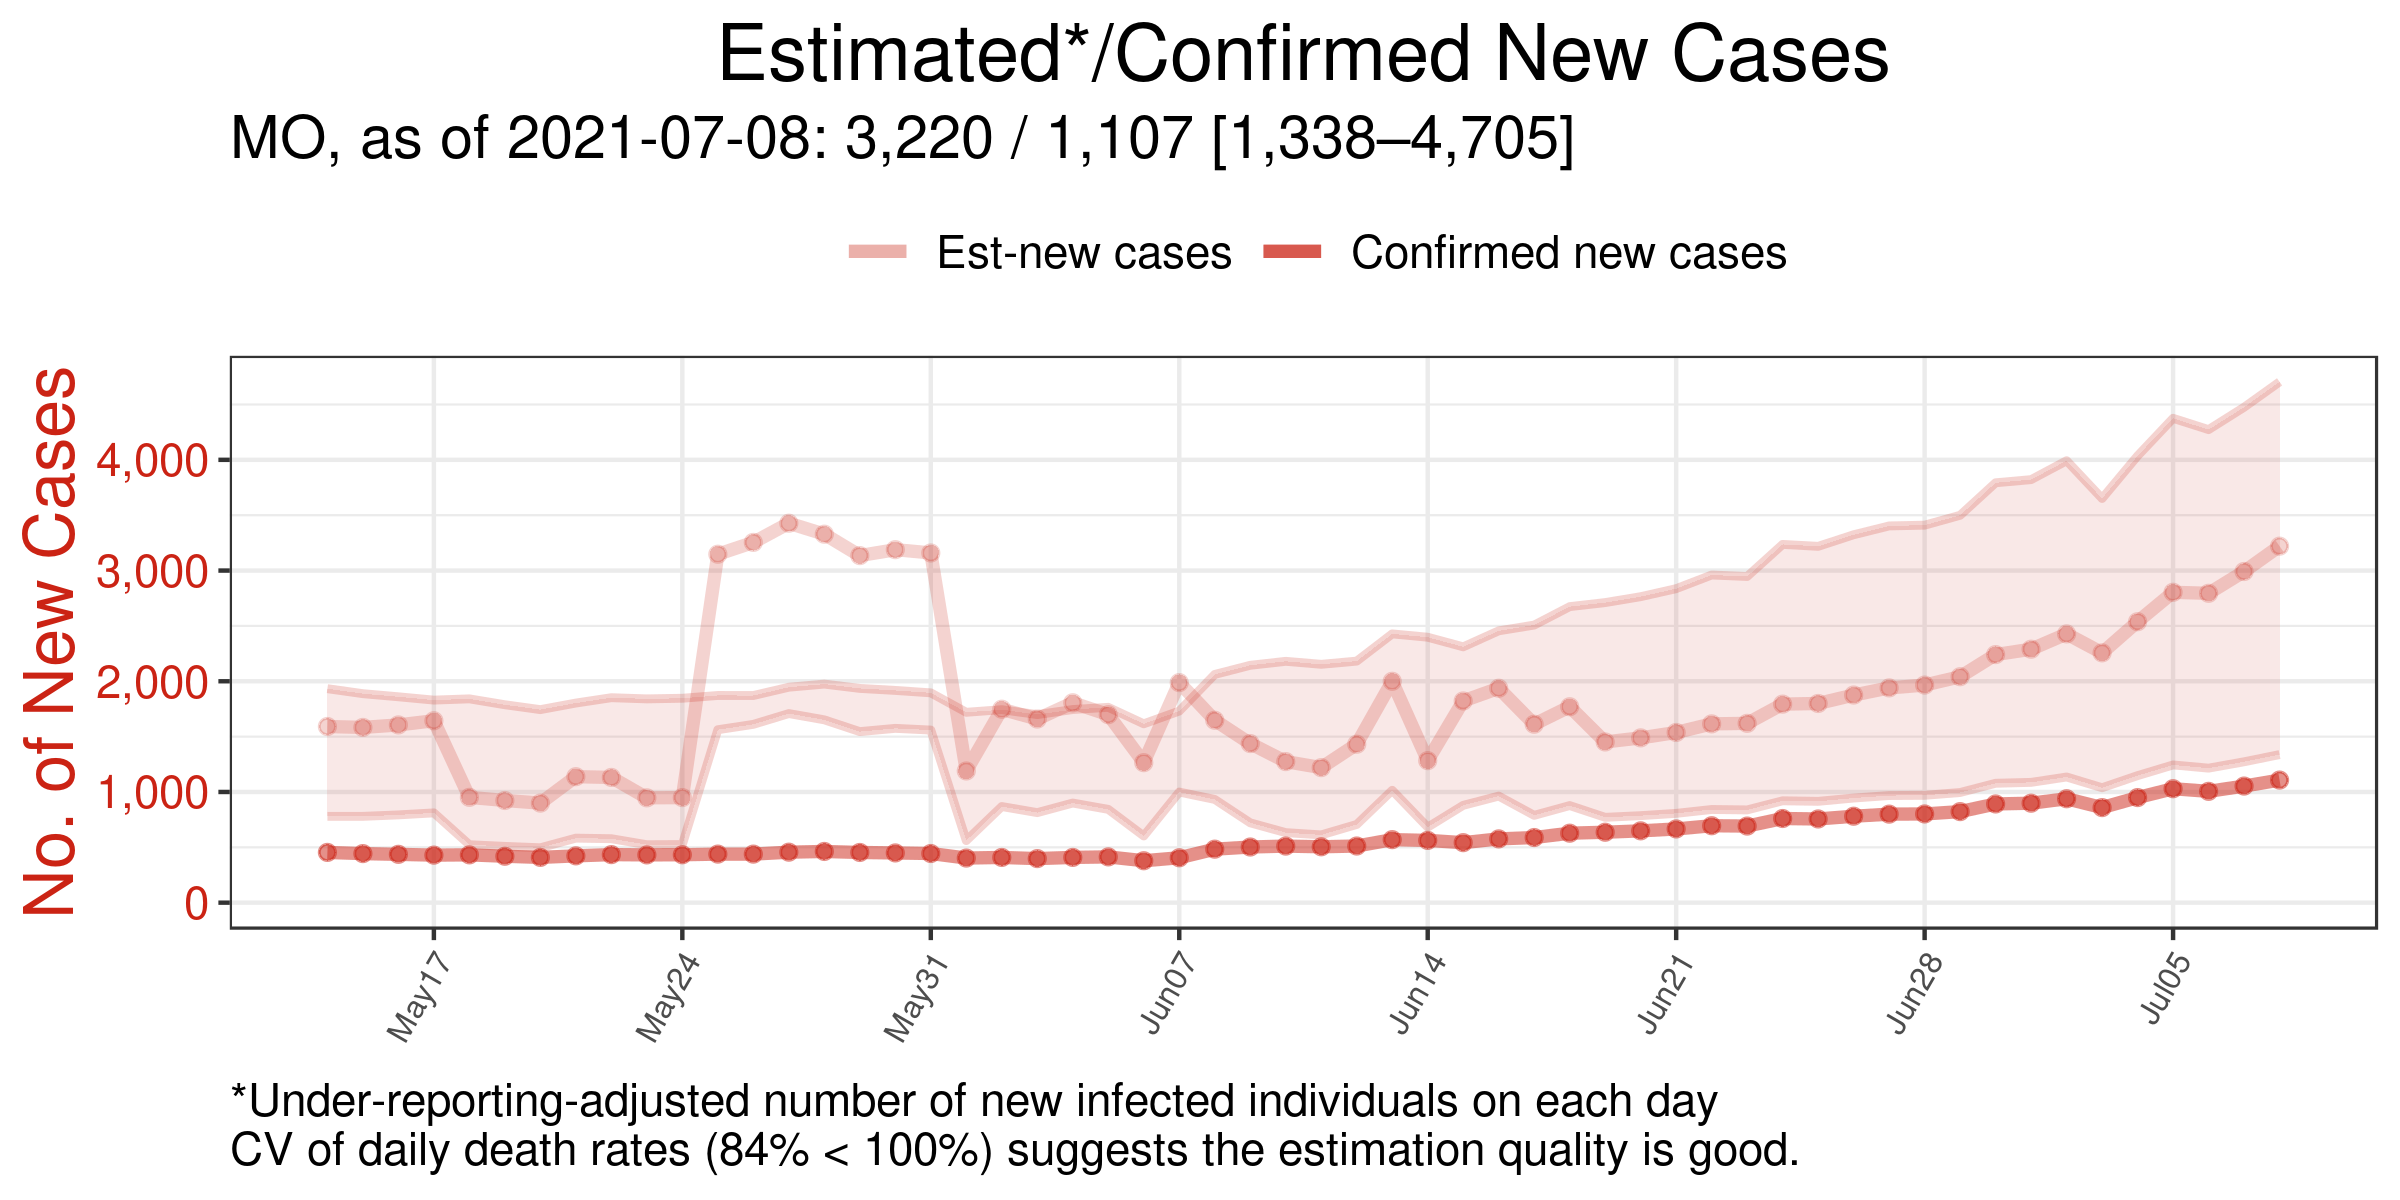 Estimated*/Confirmed New Cases
MO, as of 2021-07-08: 3,220 / 1,107 [1,338–4,705]
Est-new cases
Confirmed new cases
No. of New Cases
4,000
3,000
2,000
1,000
0
May17
May24
May31
Jun07
Jun14
Jun21
Jun28
Jul05
*Under-reporting-adjusted number of new infected individuals on each day
CV of daily death rates (84% < 100%) suggests the estimation quality is good.